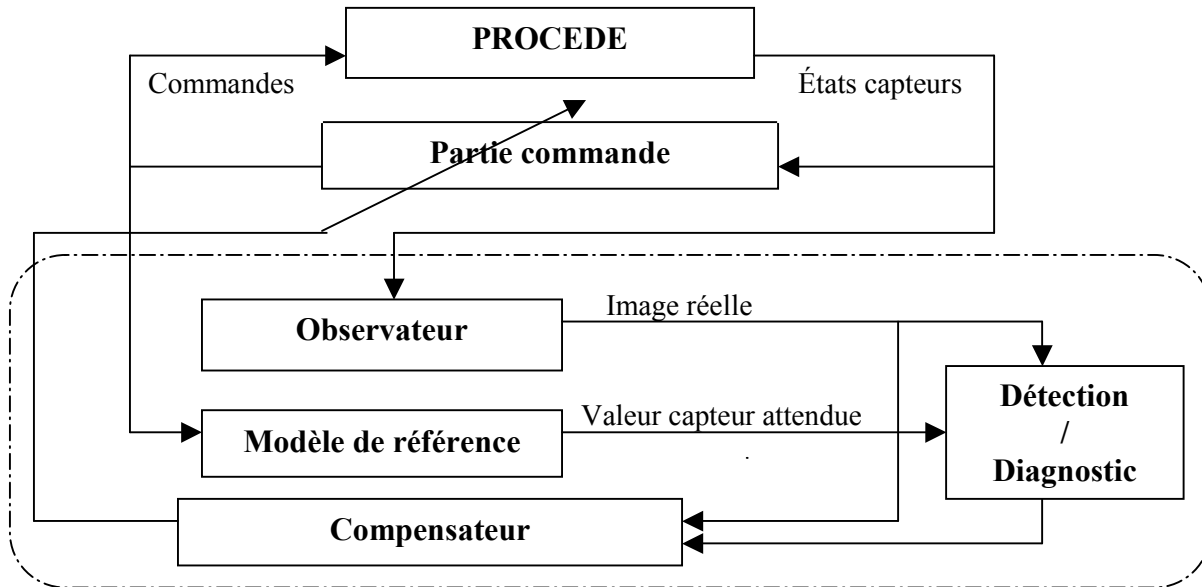 PROCEDE
Commandes
États capteurs
Partie commande
Image réelle
Observateur
Détection
/
Diagnostic
Valeur capteur attendue
Modèle de référence
Compensateur